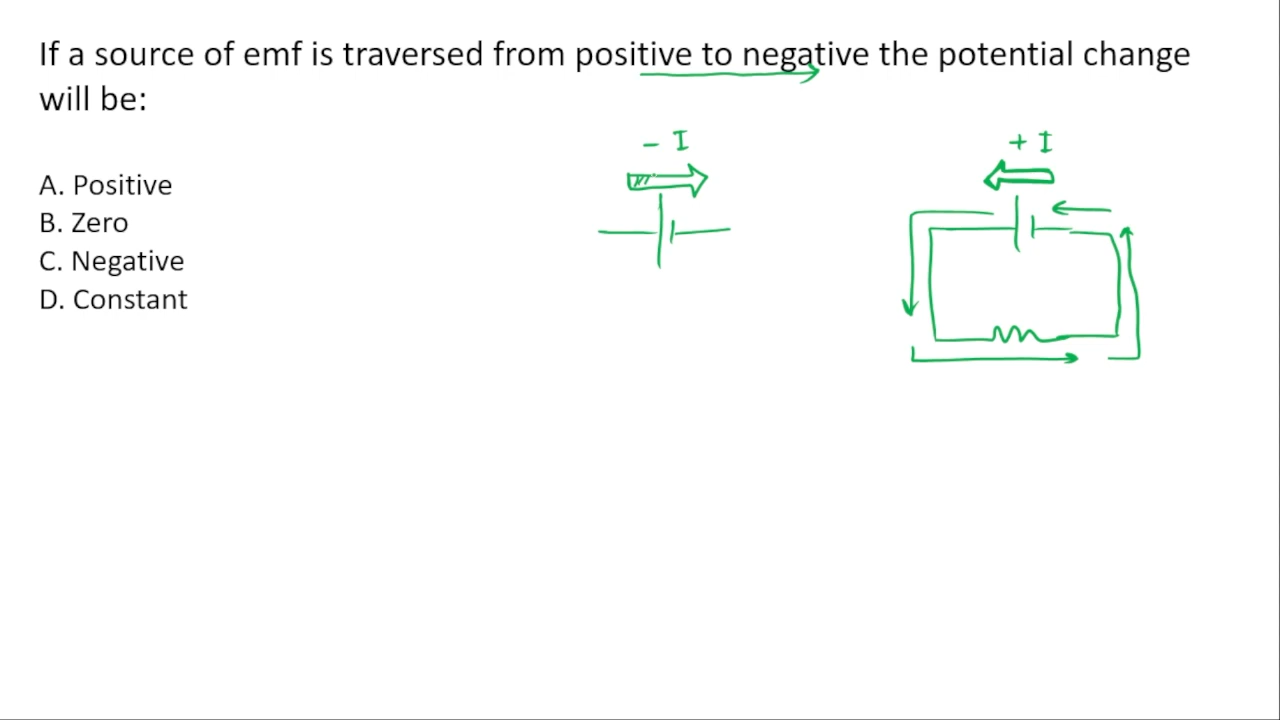 If a source of emf is traversed from positive to negative the potential change
will be:
- I
+ I
A. Positive
B. Zero
C. Negative
D. Constant